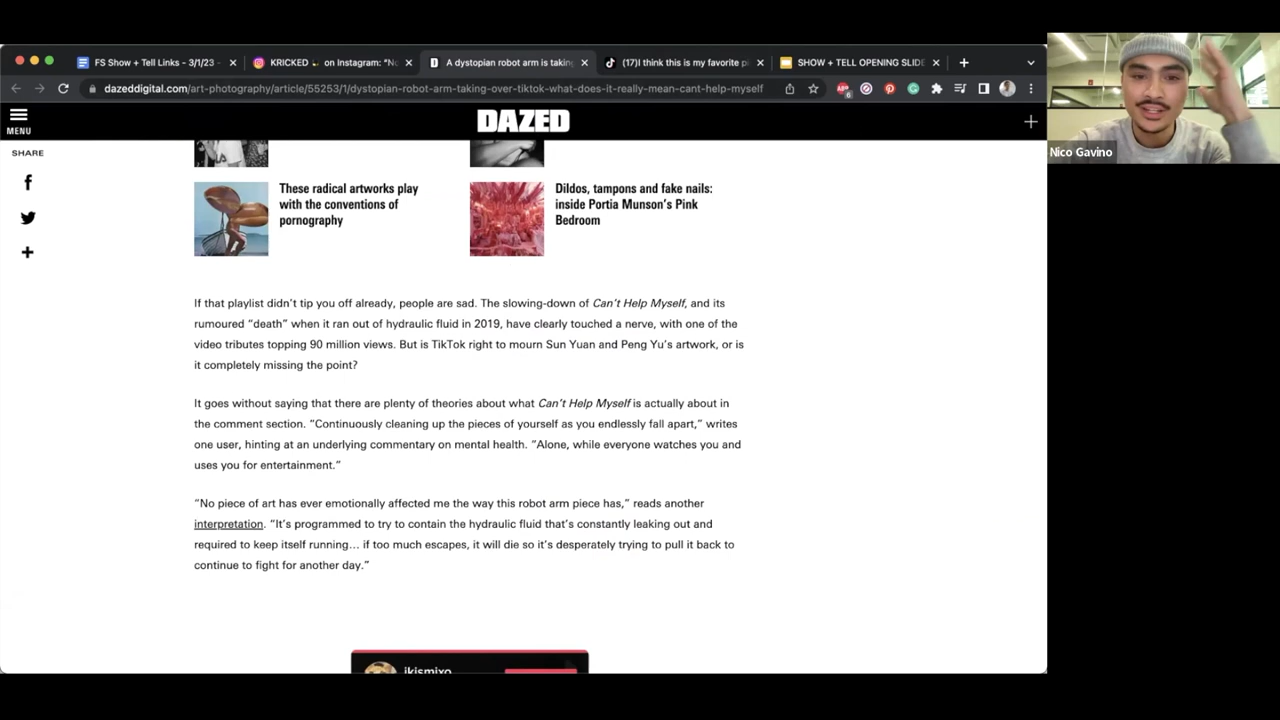 FS Show + Tell Links - 3/1/23
KRICKED on Instagram: “No
A dystopian robot arm is taking
(17)I think this is my favorite pi
SHOW + TELL OPENING SLIDE
dazeddigital.com/art-photography/article/55253/1/dystopian-robot-arm-taking-over-tiktok-what-does-it-really-mean-cant-help-myself
MENU
DAZED
SHARE
These radical artworks play
with the conventions of
pornography
Dildos, tampons and fake nails:
inside Portia Munson’s Pink
Bedroom
If that playlist didn’t tip you off already, people are sad. The slowing-down of Can’t Help Myself, and its
rumoured “death” when it ran out of hydraulic fluid in 2019, have clearly touched a nerve, with one of the
video tributes topping 90 million views. But is TikTok right to mourn Sun Yuan and Peng Yu’s artwork, or is
it completely missing the point?
It goes without saying that there are plenty of theories about what Can’t Help Myself is actually about in
the comment section. “Continuously cleaning up the pieces of yourself as you endlessly fall apart,” writes
one user, hinting at an underlying commentary on mental health. “Alone, while everyone watches you and
uses you for entertainment.”
“No piece of art has ever emotionally affected me the way this robot arm piece has,” reads another
interpretation. “It’s programmed to try to contain the hydraulic fluid that’s constantly leaking out and
required to keep itself running… if too much escapes, it will die so it’s desperately trying to pull it back to
continue to fight for another day.”
ikismixo
Nico Gavino